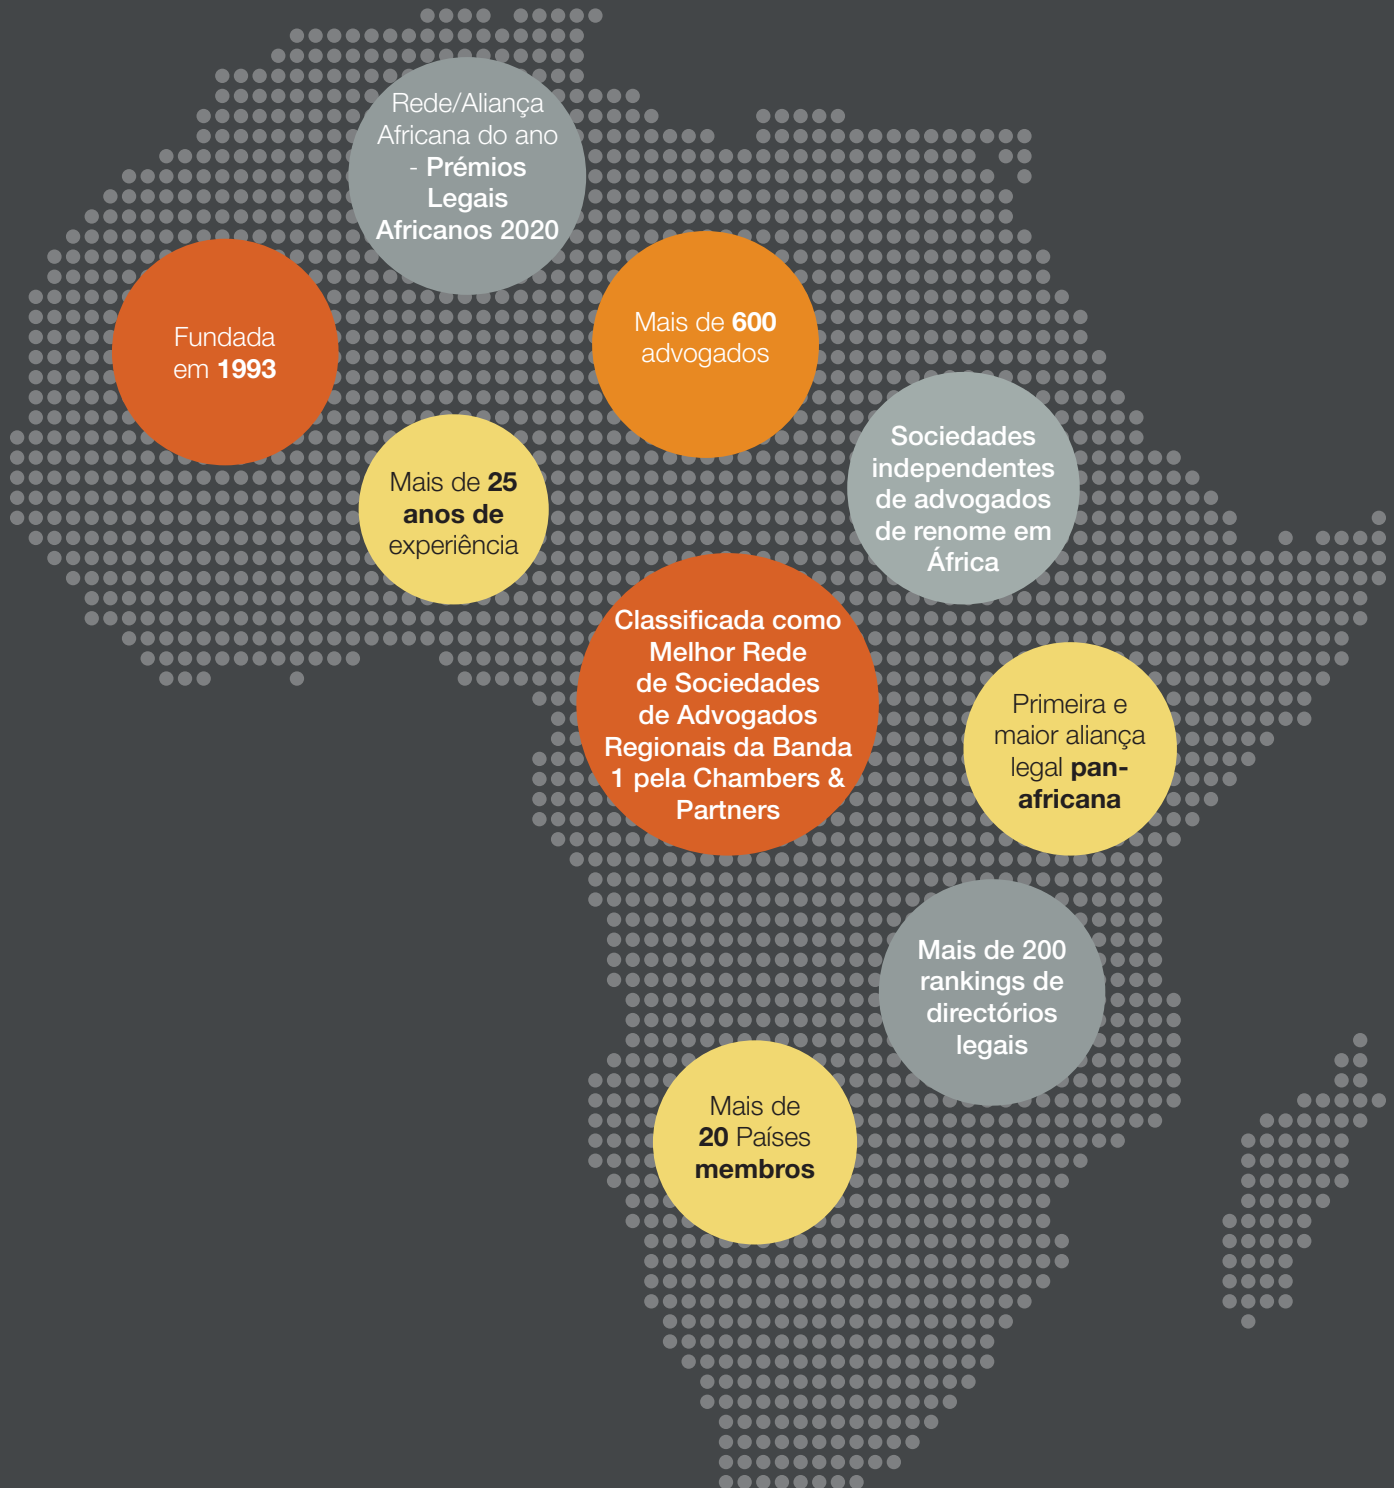 Rede/Aliança
Africana do ano
- Prémios
Legais
Africanos 2020
Fundada
em 1993
Mais de 600
advogados
Mais de 25
anos de
experiência
Sociedades
independentes
de advogados
de renome em
África
Classificada como
Melhor Rede
de Sociedades
de Advogados
Regionais da Banda
1 pela Chambers &
Partners
Primeira e
maior aliança
legal pan-
africana
Mais de 200
rankings de
directórios
legais
Mais de
20 Países
membros